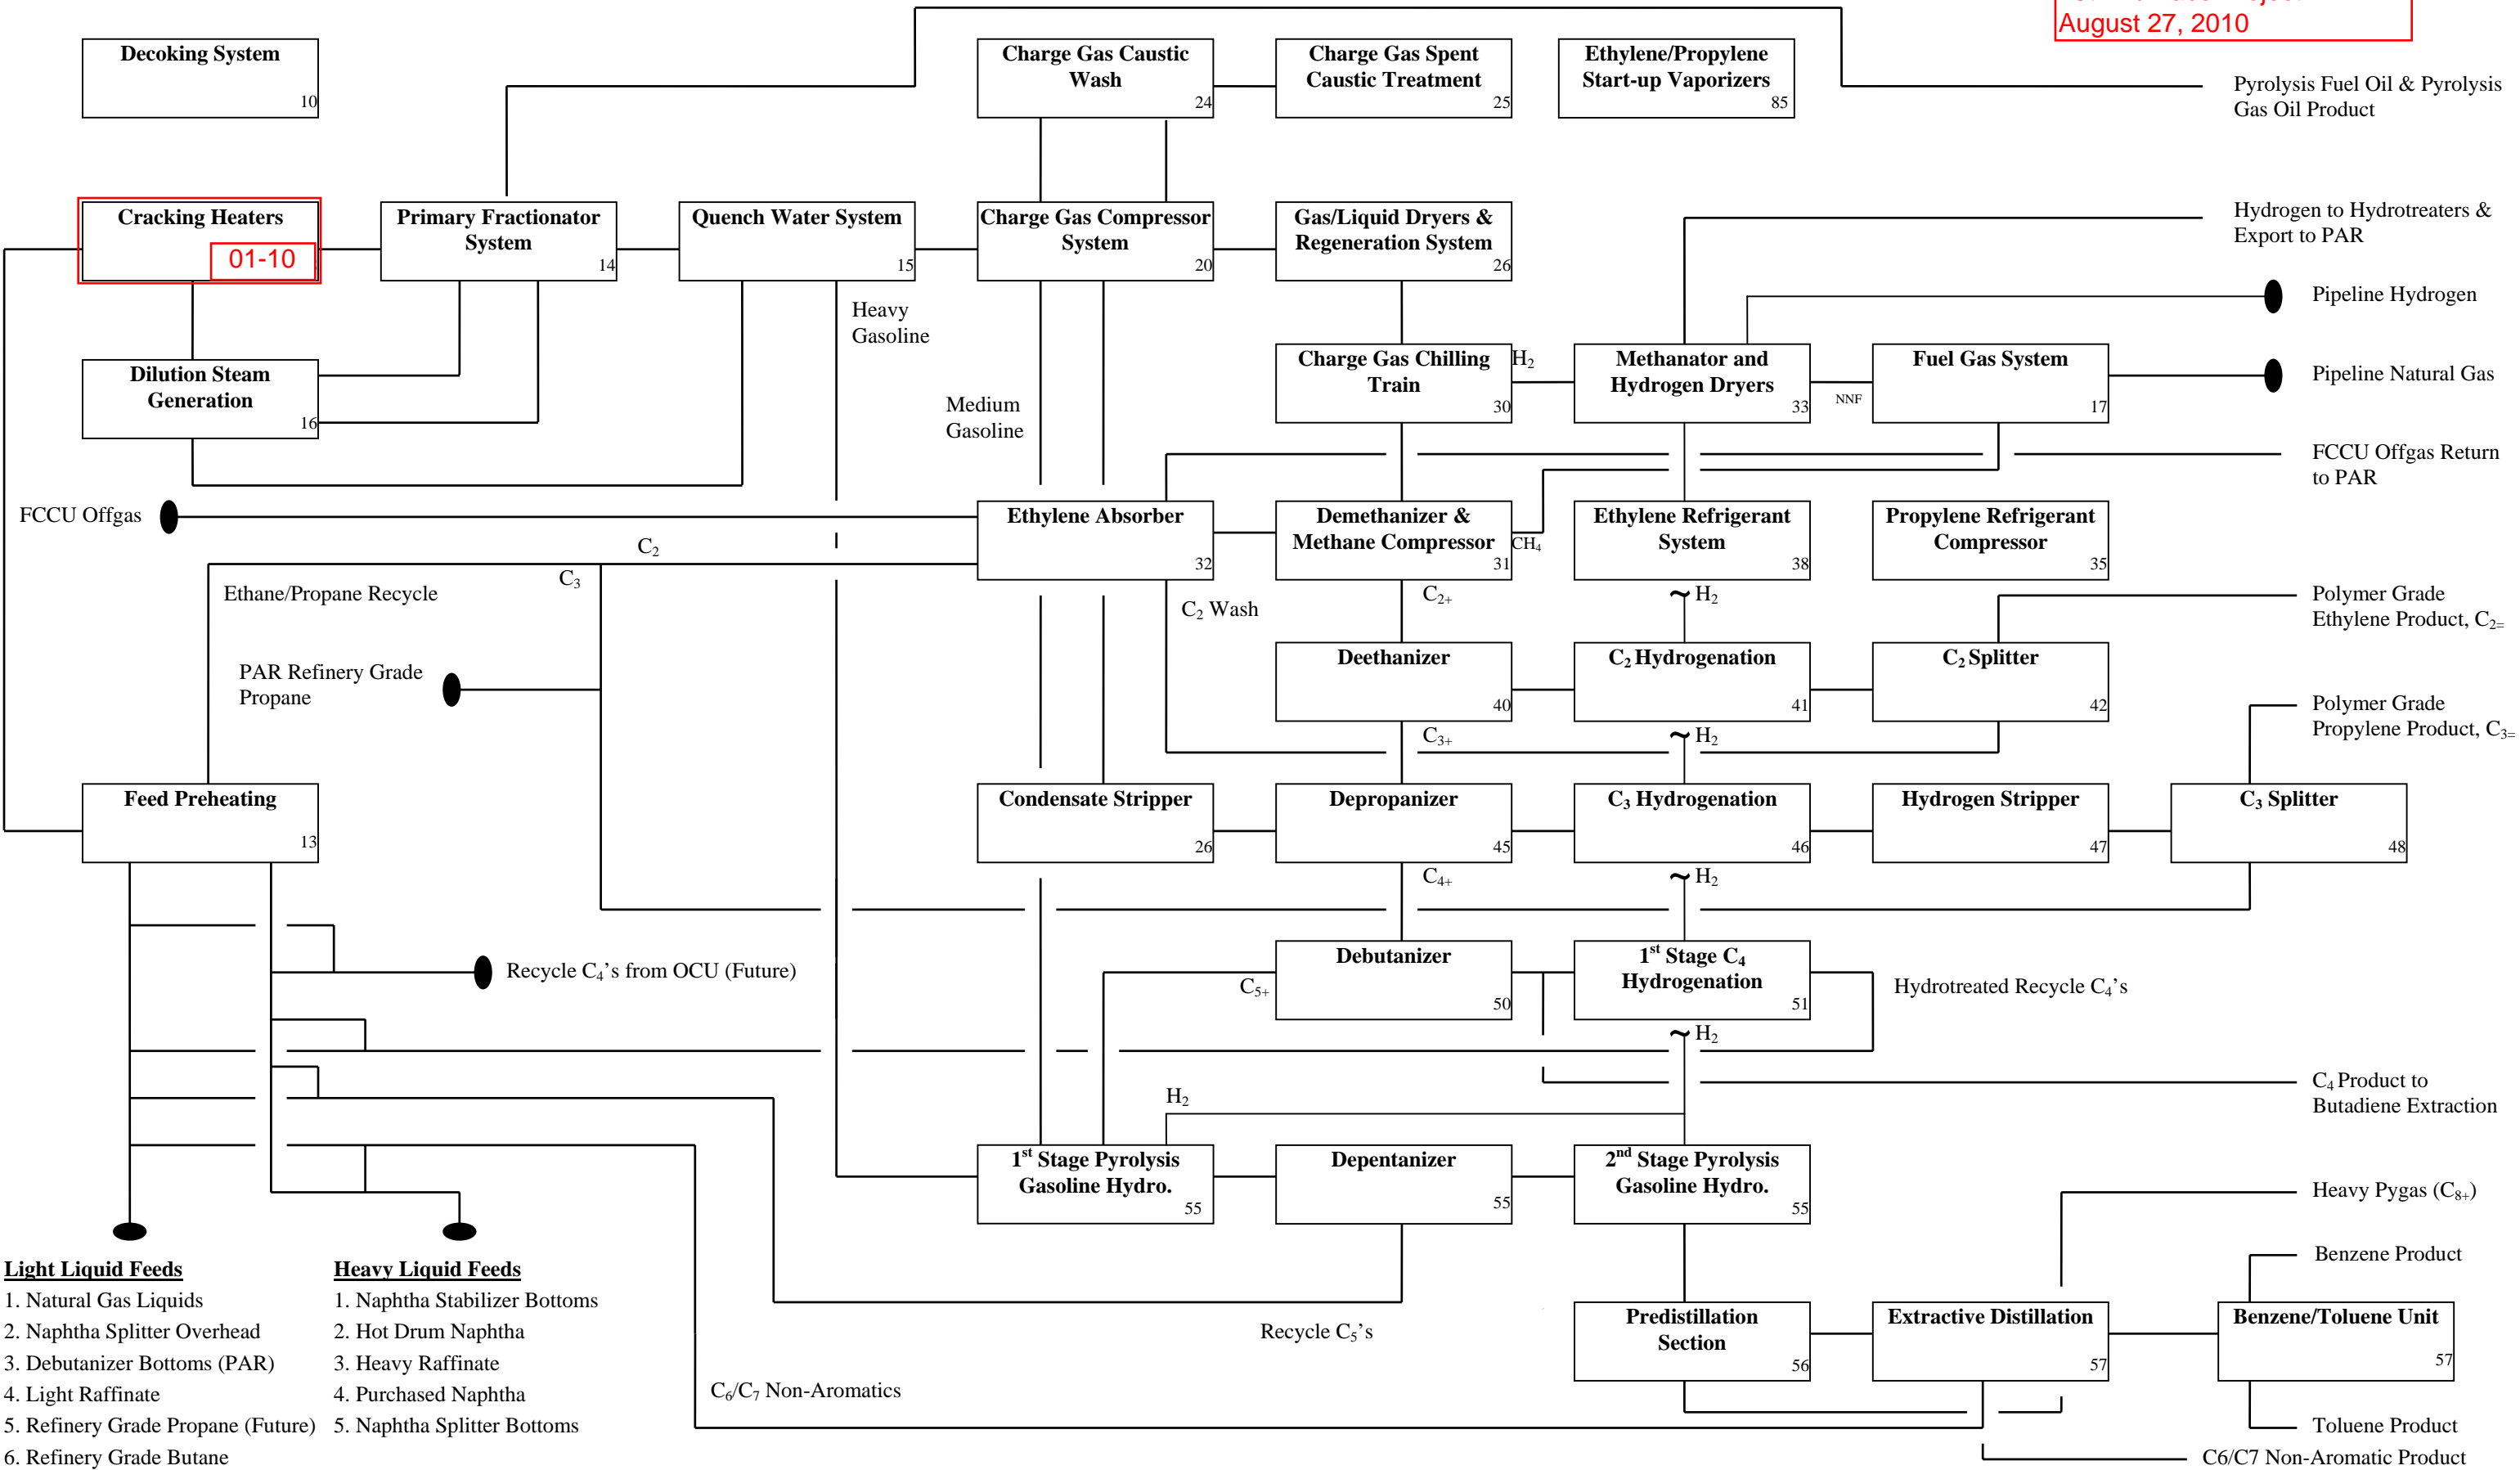 August 27, 2010
Decoking System
10
Charge Gas Caustic
Wash
24
Charge Gas Spent
Caustic Treatment
25
Ethylene/Propylene
Start-up Vaporizers
85
Pyrolysis Fuel Oil & Pyrolysis
Gas Oil Product
Cracking Heaters
01-10
Primary Fractionator
System
14
Quench Water System
15
Charge Gas Compressor
System
20
Gas/Liquid Dryers &
Regeneration System
26
Hydrogen to Hydrotreaters &
Export to PAR
Pipeline Hydrogen
Heavy
Gasoline
Dilution Steam
Generation
16
Medium
Gasoline
Charge Gas Chilling
Train
30
H₂
Methanator and
Hydrogen Dryers
33
NNF
Fuel Gas System
17
Pipeline Natural Gas
FCCU Offgas Return
to PAR
FCCU Offgas
Ethylene Absorber
32
Demethanizer &
Methane Compressor
31
CH₄
Ethylene Refrigerant
System
38
Propylene Refrigerant
Compressor
35
C₂
C₃
Ethane/Propane Recycle
C₂ Wash
C₂₊
~ H₂
Polymer Grade
Ethylene Product, C₂₌
PAR Refinery Grade
Propane
Deethanizer
40
C₂ Hydrogenation
41
C₂ Splitter
42
Polymer Grade
Propylene Product, C₃₌
C₃₊
~ H₂
Feed Preheating
13
Condensate Stripper
26
Depropanizer
45
C₃ Hydrogenation
46
Hydrogen Stripper
47
C₃ Splitter
48
C₄₊
~ H₂
Recycle C₄'s from OCU (Future)
C₅₊
Debutanizer
50
1st Stage C₄
Hydrogenation
51
Hydrotreated Recycle C₄'s
~ H₂
C₄ Product to
Butadiene Extraction
H₂
1st Stage Pyrolysis
Gasoline Hydro.
55
Depentanizer
55
2nd Stage Pyrolysis
Gasoline Hydro.
55
Heavy Pygas (C₈₊)
Benzene Product
Recycle C₅'s
Predistillation
Section
56
Extractive Distillation
57
Benzene/Toluene Unit
57
C₆/C₇ Non-Aromatics
Toluene Product
C6/C7 Non-Aromatic Product
Light Liquid Feeds
1. Natural Gas Liquids
2. Naphtha Splitter Overhead
3. Debutanizer Bottoms (PAR)
4. Light Raffinate
5. Refinery Grade Propane (Future)
6. Refinery Grade Butane
Heavy Liquid Feeds
1. Naphtha Stabilizer Bottoms
2. Hot Drum Naphtha
3. Heavy Raffinate
4. Purchased Naphtha
5. Naphtha Splitter Bottoms